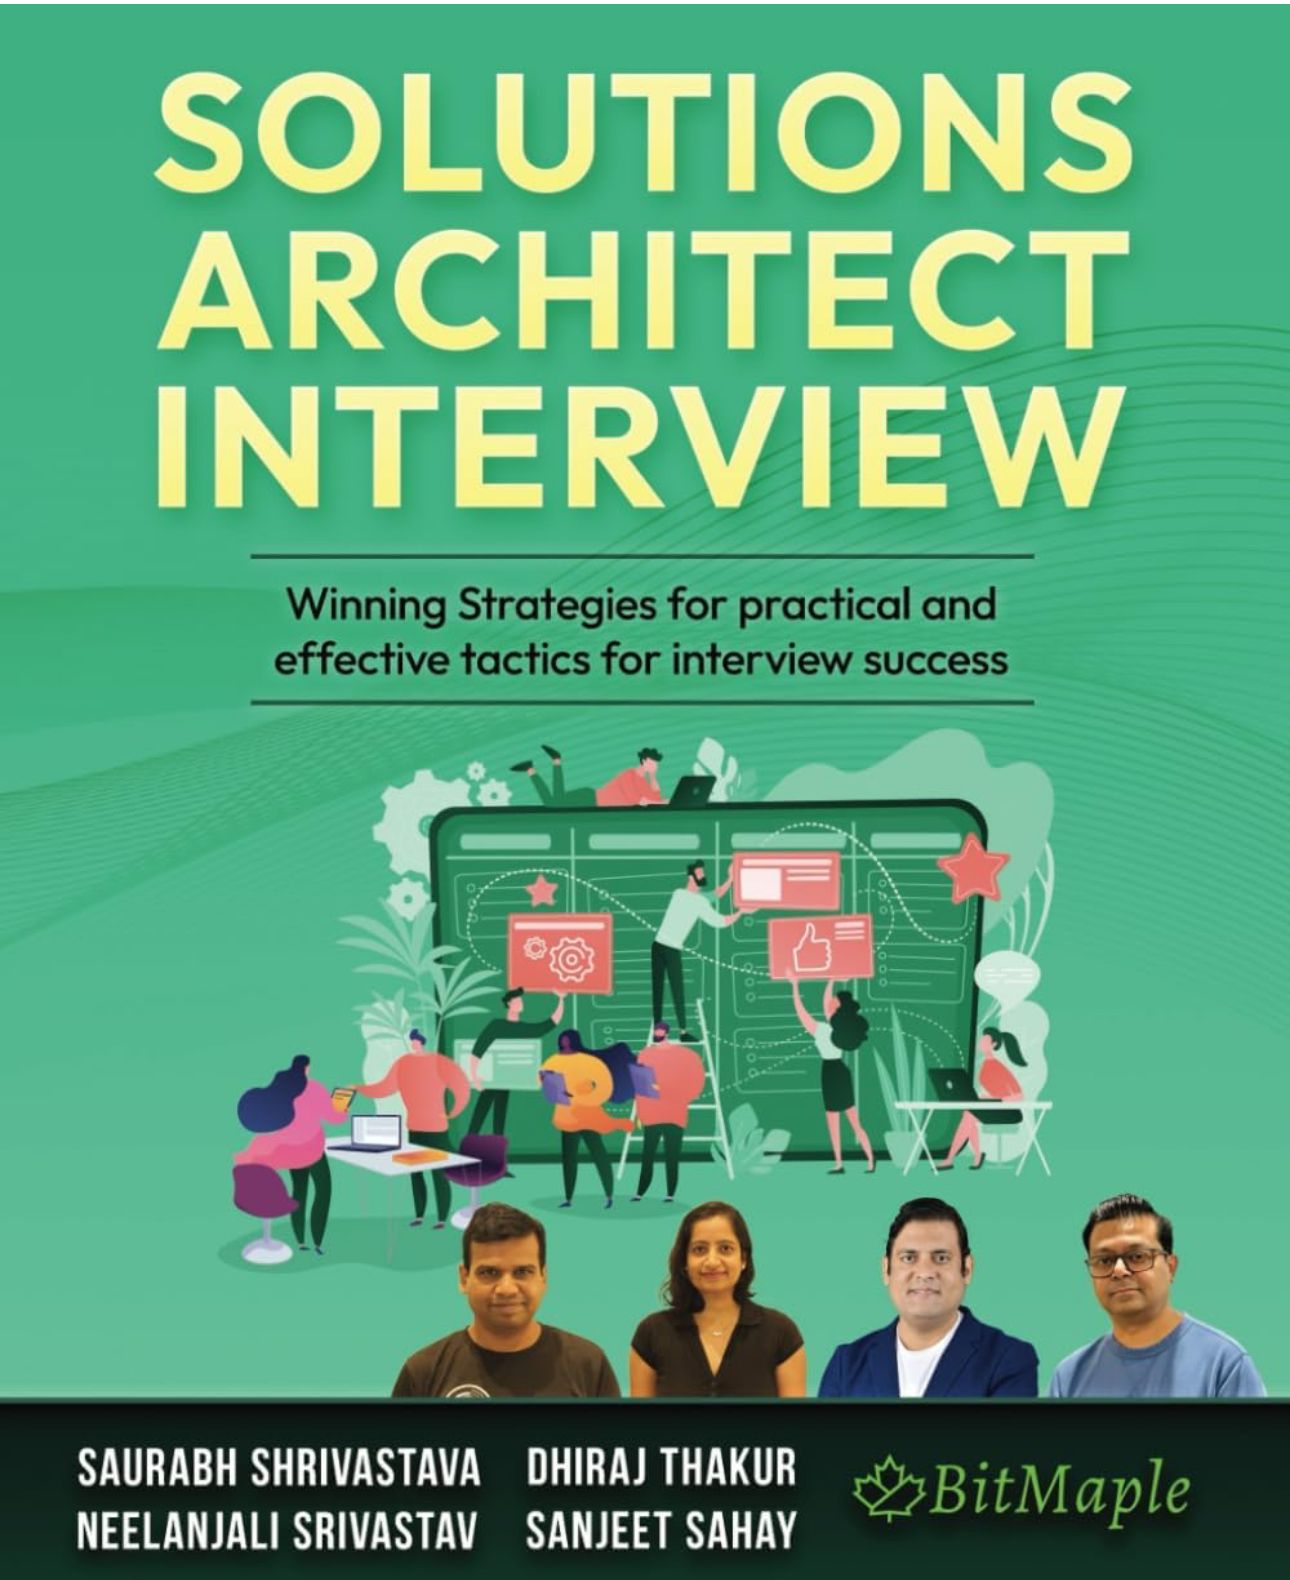 SOLUTIONS
ARCHITECT
INTERVIEW
Winning Strategies for practical and
effective tactics for interview success
SAURABH SHRIVASTAVA DHIRAJ THAKUR
NEELANJALI SRIVASTAV SANJEET SAHAY
BitMaple